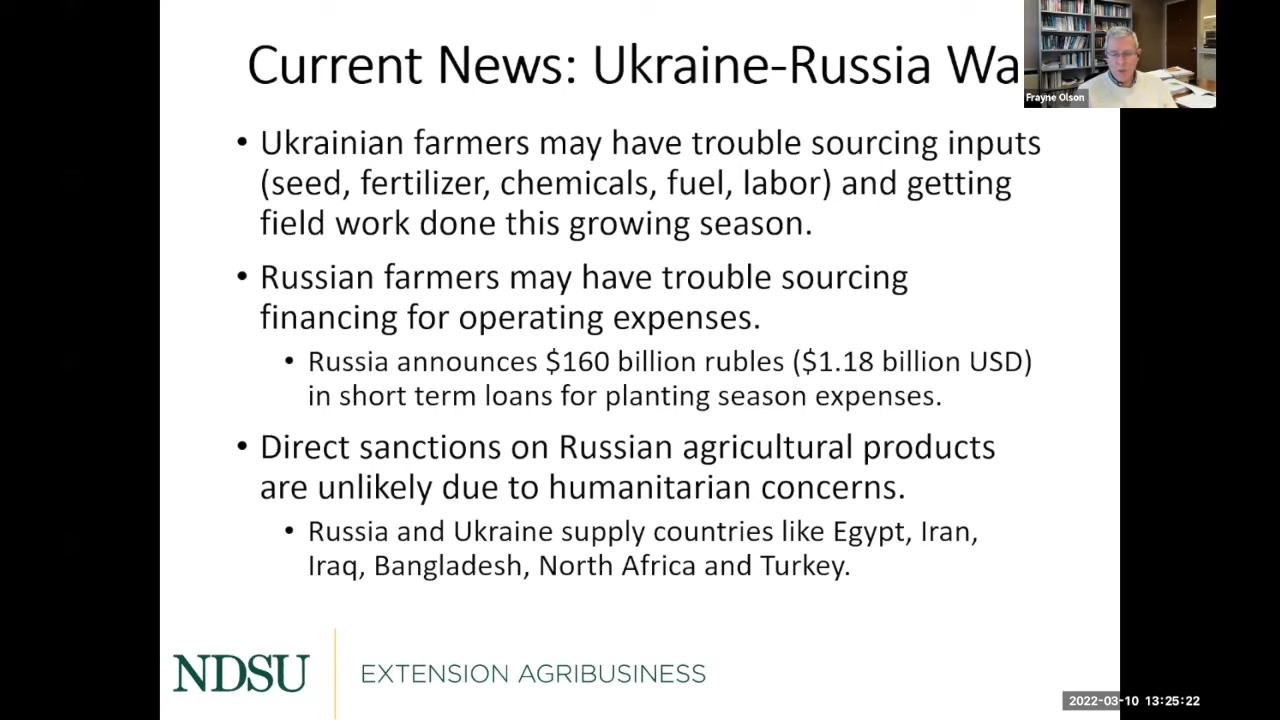 Current News: Ukraine-Russia Wa
Frayne Olson
• Ukrainian farmers may have trouble sourcing inputs
(seed, fertilizer, chemicals, fuel, labor) and getting
field work done this growing season.
• Russian farmers may have trouble sourcing
financing for operating expenses.
• Russia announces $160 billion rubles ($1.18 billion USD)
in short term loans for planting season expenses.
• Direct sanctions on Russian agricultural products
are unlikely due to humanitarian concerns.
• Russia and Ukraine supply countries like Egypt, Iran,
Iraq, Bangladesh, North Africa and Turkey.
NDSU EXTENSION AGRIBUSINESS
2022-03-10 13:25:22